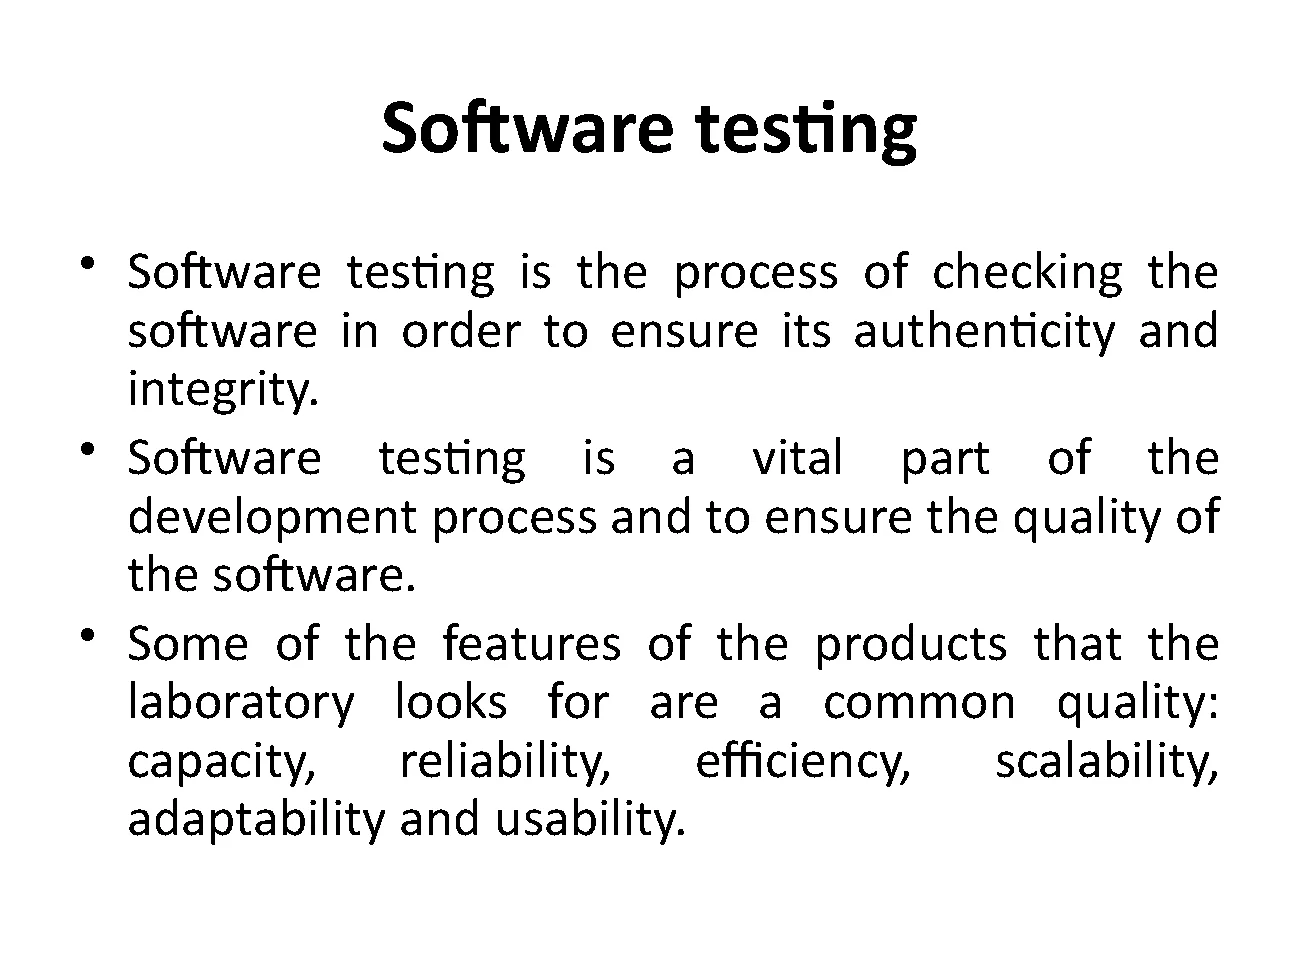 Software testing
• Software testing is the process of checking the
software in order to ensure its authenticity and
integrity.
• Software testing is a vital part of the
development process and to ensure the quality of
the software.
• Some of the features of the products that the
laboratory looks for are a common quality:
capacity, reliability, efficiency, scalability,
adaptability and usability.